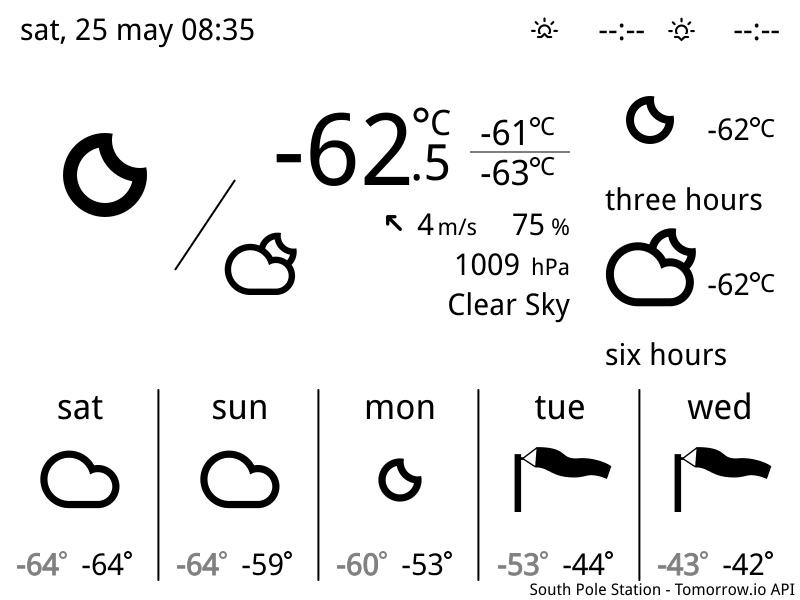 sat, 25 may 08:35 --:-- --:--
-62.5°C -61°C
-63°C
-62°C
three hours
4 m/s 75 %
1009 hPa
-62°C
Clear Sky
six hours
sat sun mon tue wed
-64° -64° -64° -59° -60° -53° -53° -44° -43° -42°
South Pole Station - Tomorrow.io API